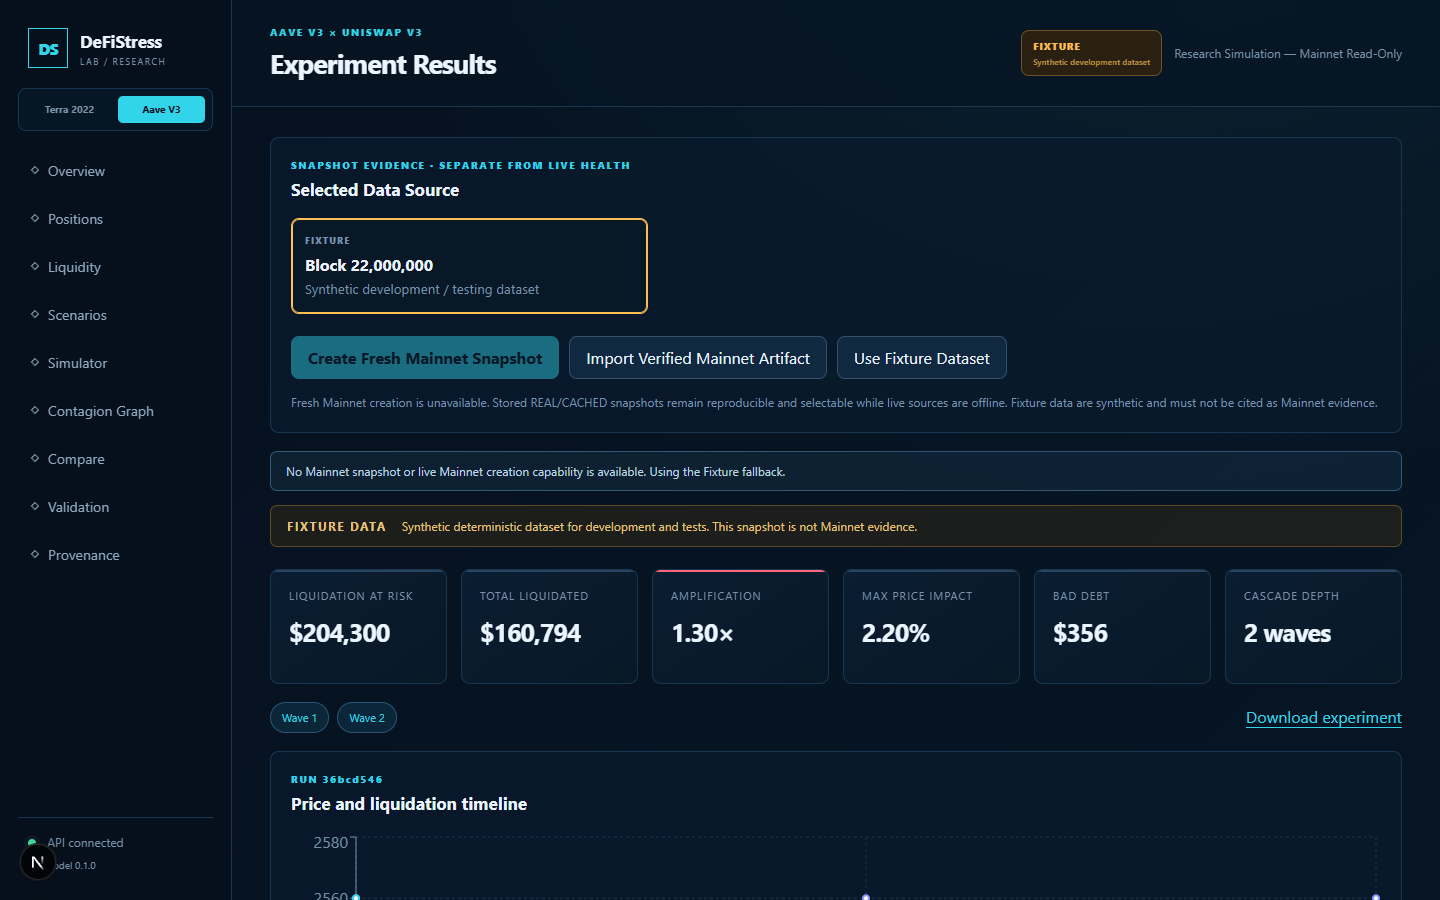 DS
DeFiStress
LAB / RESEARCH
Terra 2022
Aave V3
Overview
Positions
Liquidity
Scenarios
Simulator
Contagion Graph
Compare
Validation
Provenance
API connected
N
odel 0.1.0
AAVE V3 × UNISWAP V3
Experiment Results
FIXTURE
Synthetic development dataset
Research Simulation — Mainnet Read-Only
SNAPSHOT EVIDENCE · SEPARATE FROM LIVE HEALTH
Selected Data Source
FIXTURE
Block 22,000,000
Synthetic development / testing dataset
Create Fresh Mainnet Snapshot
Import Verified Mainnet Artifact
Use Fixture Dataset
Fresh Mainnet creation is unavailable. Stored REAL/CACHED snapshots remain reproducible and selectable while live sources are offline. Fixture data are synthetic and must not be cited as Mainnet evidence.
No Mainnet snapshot or live Mainnet creation capability is available. Using the Fixture fallback.
FIXTURE DATA Synthetic deterministic dataset for development and tests. This snapshot is not Mainnet evidence.
LIQUIDATION AT RISK
$204,300
TOTAL LIQUIDATED
$160,794
AMPLIFICATION
1.30×
MAX PRICE IMPACT
2.20%
BAD DEBT
$356
CASCADE DEPTH
2 waves
Wave 1
Wave 2
Download experiment
RUN 36bcd546
Price and liquidation timeline
2580
2560